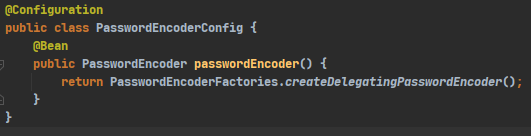 @Configuration
public class PasswordEncoderConfig {
@Bean
public PasswordEncoder passwordEncoder() {
return PasswordEncoderFactories.createDelegatingPasswordEncoder();
}
}